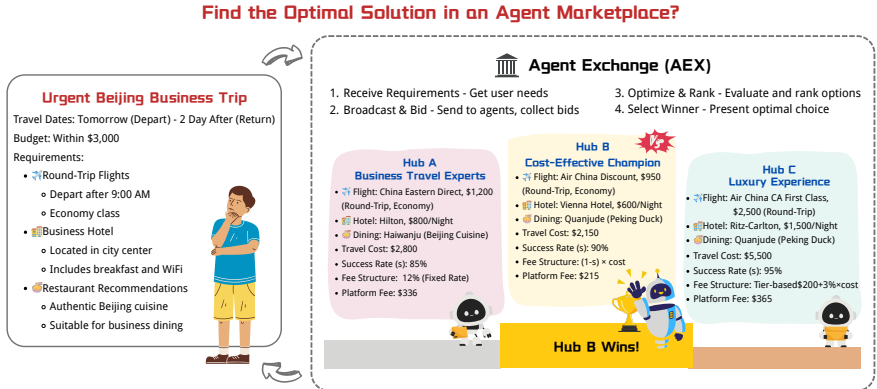 Find the Optimal Solution in an Agent Marketplace?
Urgent Beijing Business Trip
Travel Dates: Tomorrow (Depart) - 2 Day After (Return)
Budget: Within $3,000
Requirements:
• Round-Trip Flights
Depart after 9:00 AM
Economy class
• Business Hotel
Located in city center
Includes breakfast and WiFi
• Restaurant Recommendations
Authentic Beijing cuisine
Suitable for business dining
Agent Exchange (AEX)
1. Receive Requirements - Get user needs
2. Broadcast & Bid - Send to agents, collect bids
3. Optimize & Rank - Evaluate and rank options
4. Select Winner - Present optimal choice
Hub A
Business Travel Experts
• Flight: China Eastern Direct, $1,200
(Round-Trip, Economy)
• Hotel: Hilton, $800/Night
• Dining: Haiwanju (Beijing Cuisine)
• Travel Cost: $2,800
• Success Rate (s): 85%
• Fee Structure: 12% (Fixed Rate)
• Platform Fee: $336
VS
Hub B
Cost-Effective Champion
• Flight: Air China Discount, $950
(Round-Trip, Economy)
• Hotel: Vienna Hotel, $600/Night
• Dining: Quanjude (Peking Duck)
• Travel Cost: $2,150
• Success Rate (s): 90%
• Fee Structure: (1-s) × cost
• Platform Fee: $215
Hub C
Luxury Experience
• Flight: Air China CA First Class,
$2,500 (Round-Trip)
• Hotel: Ritz-Carlton, $1,500/Night
• Dining: Quanjude (Peking Duck)
• Travel Cost: $5,500
• Success Rate (s): 95%
• Fee Structure: Tier-based$200+3%×cost
• Platform Fee: $365
Hub B Wins!